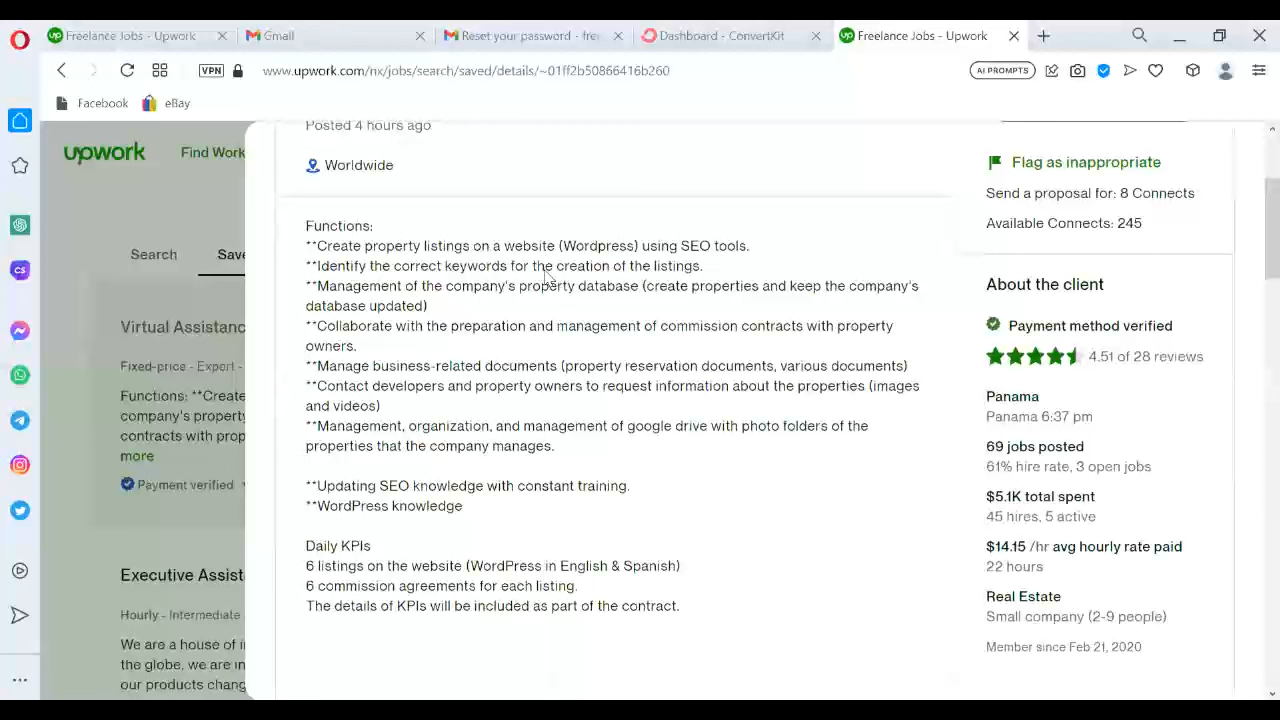 Freelance Jobs - Upwork
Gmail
Reset your password - fre
Dashboard - ConvertKit
Freelance Jobs - Upwork
VPN
www.upwork.com/nx/jobs/search/saved/details/~01ff2b50866416b260
AI PROMPTS
Facebook
eBay
upwork
Find Work
Search
Save
Virtual Assistanc
Fixed-price - Expert -
Functions: **Create
company's property
contracts with prop
more
Payment verified
Executive Assist
Hourly - Intermediate
We are a house of i
the globe, we are in
our products chang
Posted 4 hours ago
Worldwide
Functions:
**Create property listings on a website (Wordpress) using SEO tools.
**Identify the correct keywords for the creation of the listings.
**Management of the company's property database (create properties and keep the company's
database updated)
**Collaborate with the preparation and management of commission contracts with property
owners.
**Manage business-related documents (property reservation documents, various documents)
**Contact developers and property owners to request information about the properties (images
and videos)
**Management, organization, and management of google drive with photo folders of the
properties that the company manages.
**Updating SEO knowledge with constant training.
**WordPress knowledge
Daily KPIs
6 listings on the website (WordPress in English & Spanish)
6 commission agreements for each listing.
The details of KPIs will be included as part of the contract.
Flag as inappropriate
Send a proposal for: 8 Connects
Available Connects: 245
About the client
Payment method verified
4.51 of 28 reviews
Panama
Panama 6:37 pm
69 jobs posted
61% hire rate, 3 open jobs
$5.1K total spent
45 hires, 5 active
$14.15 /hr avg hourly rate paid
22 hours
Real Estate
Small company (2-9 people)
Member since Feb 21, 2020